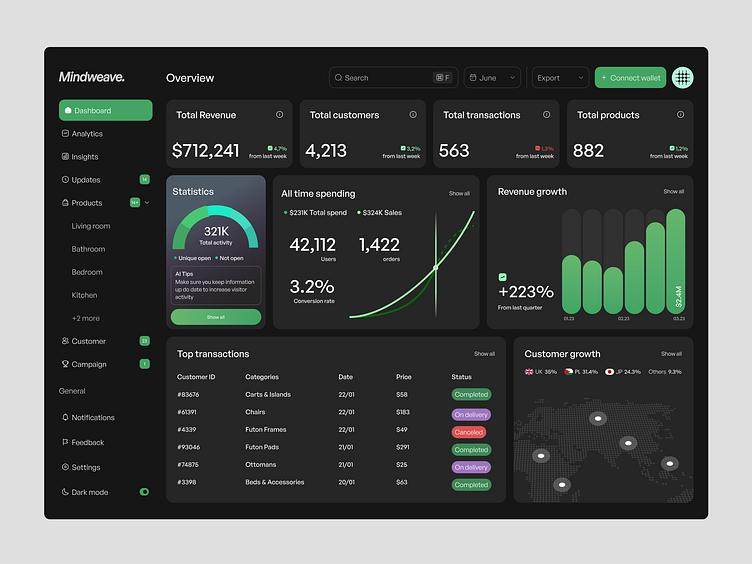 Mindweave.
Overview
Search
F
June
Export
+ Connect wallet
Dashboard
Analytics
Insights
Updates
14
Products
14+
Living room
Bathroom
Bedroom
Kitchen
+2 more
Customer
23
Campaign
1
General
Notifications
Feedback
Settings
Dark mode
Total Revenue
$712,241
4,7%
from last week
Total customers
4,213
3,2%
from last week
Total transactions
563
1,3%
from last week
Total products
882
1,2%
from last week
Statistics
321K
Total activity
Unique open
Not open
AI Tips
Make sure you keep information
up do date to increase visitor
activity
Show all
All time spending
Show all
$231K Total spend
$324K Sales
42,112
Users
1,422
orders
3.2%
Conversion rate
Revenue growth
Show all
+223%
From last quarter
$2.4M
01.23
02.23
03.23
Top transactions
Show all
Customer ID Categories Date Price Status
#83676 Carts & Islands 22/01 $58 Completed
#61391 Chairs 22/01 $183 On delivery
#4339 Futon Frames 22/01 $49 Canceled
#93046 Futon Pads 21/01 $291 Completed
#74875 Ottomans 21/01 $25 On delivery
#3398 Beds & Accessories 20/01 $63 Completed
Customer growth
Show all
UK 35%
PL 31.4%
JP 24.3%
Others 9.3%